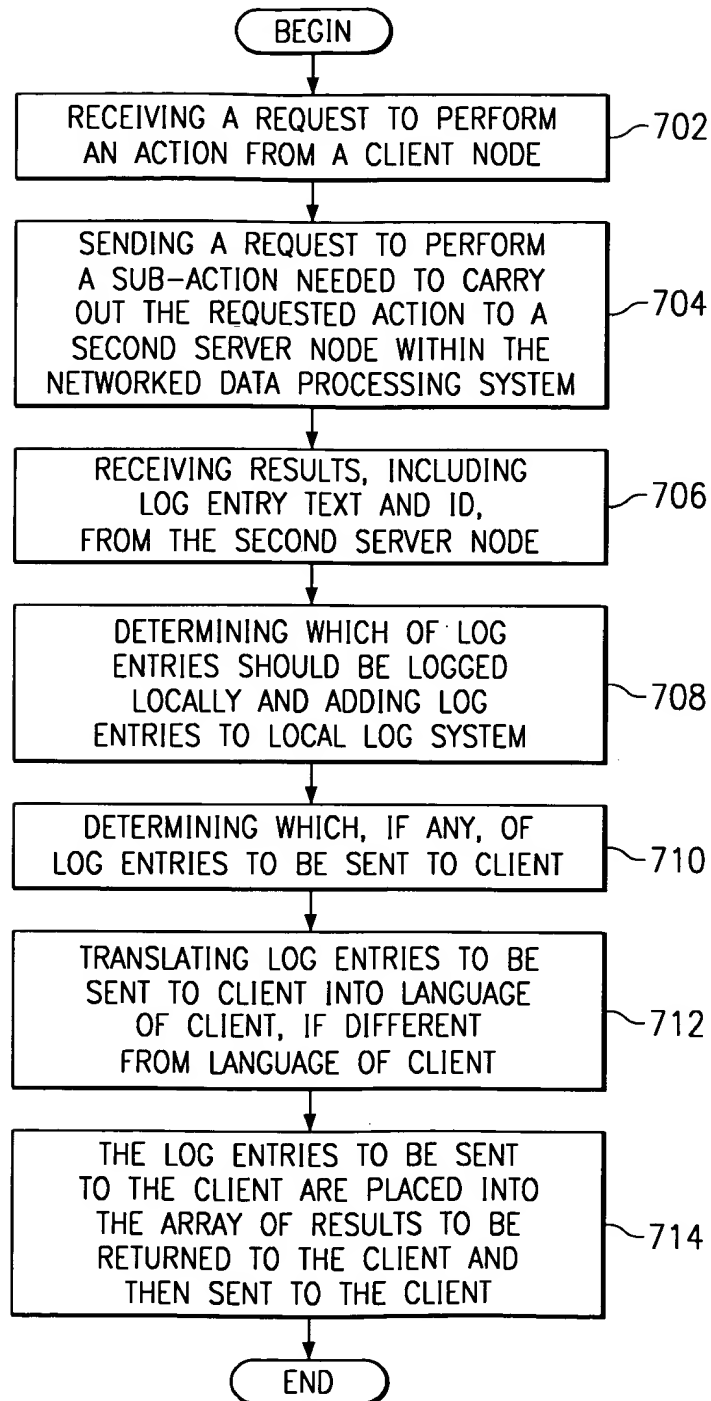 BEGIN
RECEIVING A REQUEST TO PERFORM
AN ACTION FROM A CLIENT NODE
702
SENDING A REQUEST TO PERFORM
A SUB-ACTION NEEDED TO CARRY
OUT THE REQUESTED ACTION TO A
SECOND SERVER NODE WITHIN THE
NETWORKED DATA PROCESSING SYSTEM
704
RECEIVING RESULTS, INCLUDING
LOG ENTRY TEXT AND ID,
FROM THE SECOND SERVER NODE
706
DETERMINING WHICH OF LOG
ENTRIES SHOULD BE LOGGED
LOCALLY AND ADDING LOG
ENTRIES TO LOCAL LOG SYSTEM
708
DETERMINING WHICH, IF ANY, OF
LOG ENTRIES TO BE SENT TO CLIENT
710
TRANSLATING LOG ENTRIES TO BE
SENT TO CLIENT INTO LANGUAGE
OF CLIENT, IF DIFFERENT
FROM LANGUAGE OF CLIENT
712
THE LOG ENTRIES TO BE SENT
TO THE CLIENT ARE PLACED INTO
THE ARRAY OF RESULTS TO BE
RETURNED TO THE CLIENT AND
THEN SENT TO THE CLIENT
714
END